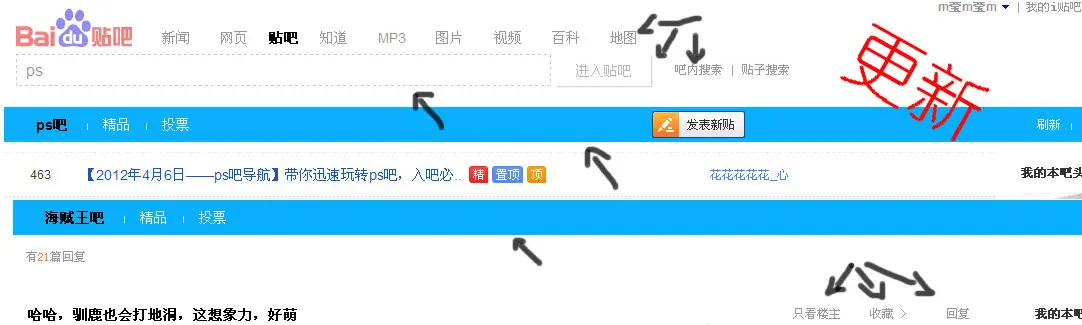 m莹m莹m | 我的i贴吧
Bai du 贴吧 新闻 网页 贴吧 知道 MP3 图片 视频 百科 地图
ps 进入贴吧 吧内搜索 | 贴子搜索
更新
ps吧 精品 投票 发表新贴 刷新
463 【2012年4月6日——ps吧导航】带你迅速玩转ps吧，入吧必.. 精 置顶 顶 花花花花花_心 我的本吧头
海贼王吧 精品 投票
有21篇回复
哈哈，驯鹿也会打地洞，这想象力，好萌 只看楼主 收藏 > 回复 我的本吧